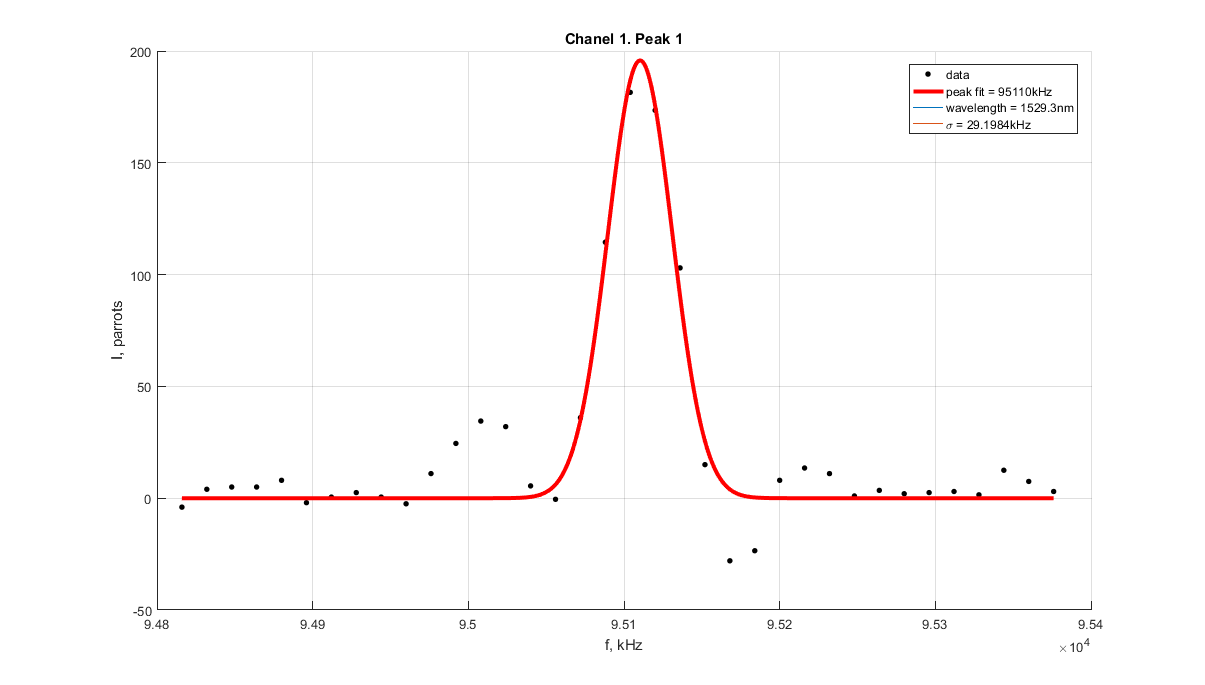 Chanel 1. Peak 1
200
150
100
50
0
-50
I, parrots
data
peak fit = 95110kHz
wavelength = 1529.3nm
σ = 29.1984kHz
9.48 9.49 9.5 9.51 9.52 9.53 9.54
f, kHz
×10⁴